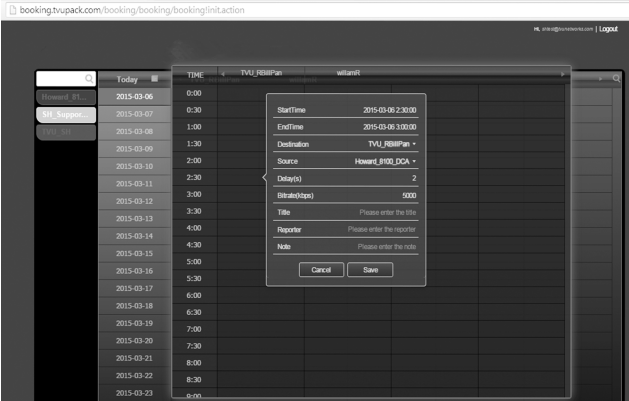 booking.tvupack.com/booking/booking/booking!init.action
Hi, | Logout
Today
TIME TVU_RBillPan willamR
Howard_81...
SH_Suppor...
TVU_SH
2015-03-06
2015-03-07
2015-03-08
2015-03-09
2015-03-10
2015-03-11
2015-03-12
2015-03-13
2015-03-14
2015-03-15
2015-03-16
2015-03-17
2015-03-18
2015-03-19
2015-03-20
2015-03-21
2015-03-22
2015-03-23
0:00
0:30
1:00
1:30
2:00
2:30
3:00
3:30
4:00
4:30
5:00
5:30
6:00
6:30
7:00
7:30
8:00
8:30
9:00
StartTime 2015-03-06 2:30:00
EndTime 2015-03-06 3:00:00
Destination TVU_RBillPan
Source Howard_8100_DCA
Delay(s) 2
Bitrate(kbps) 5000
Title Please enter the title
Reporter Please enter the reporter
Note Please enter the note
Cancel Save